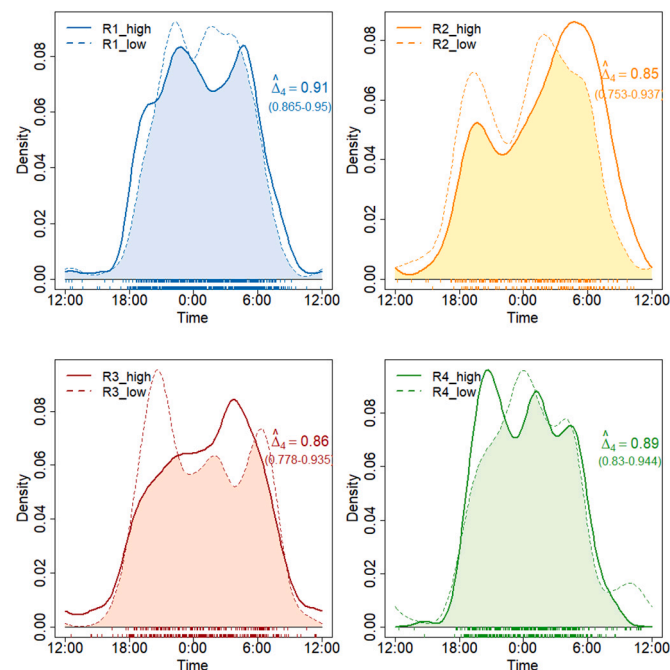 R1_high
R1_low
Δ̂₄ = 0.91
(0.865-0.95)
Density
0.00 0.02 0.04 0.06 0.08
12:00 18:00 0:00 6:00 12:00
Time
R2_high
R2_low
Δ̂₄ = 0.85
(0.753-0.937)
Density
0.00 0.02 0.04 0.06 0.08
12:00 18:00 0:00 6:00 12:00
Time
R3_high
R3_low
Δ̂₄ = 0.86
(0.778-0.935)
Density
0.00 0.02 0.04 0.06 0.08
12:00 18:00 0:00 6:00 12:00
Time
R4_high
R4_low
Δ̂₄ = 0.89
(0.83-0.944)
Density
0.00 0.02 0.04 0.06 0.08
12:00 18:00 0:00 6:00 12:00
Time